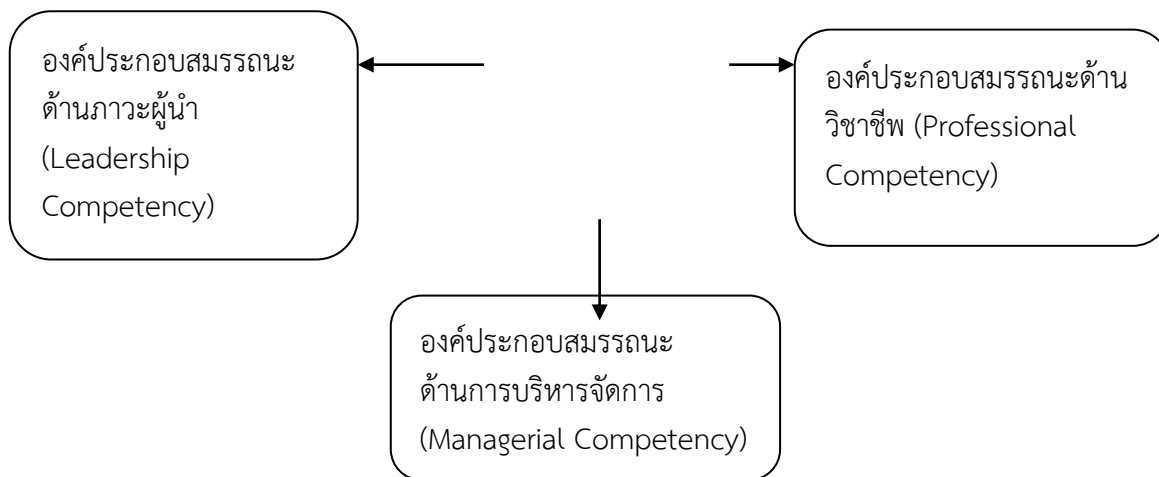 องค์ประกอบสมรรถนะ
ด้านภาวะผู้นำ
(Leadership
Competency)
องค์ประกอบสมรรถนะด้าน
วิชาชีพ (Professional
Competency)
องค์ประกอบสมรรถนะ
ด้านการบริหารจัดการ
(Managerial Competency)